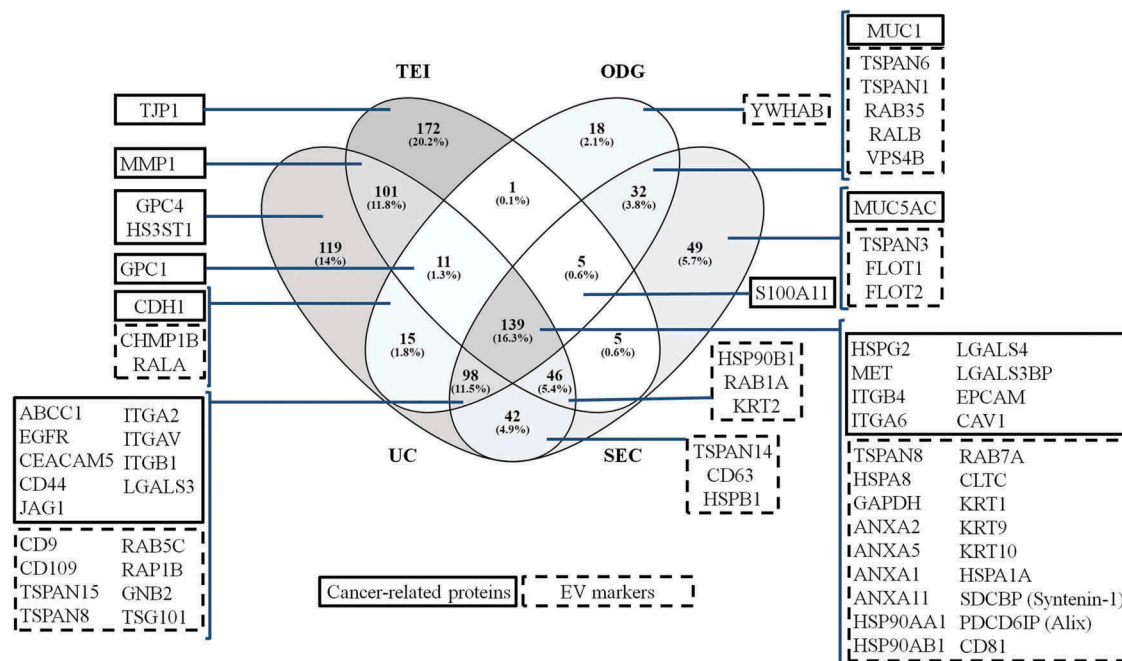 TEI
ODG
UC
SEC
172
(20.2%)
18
(2.1%)
101
(11.8%)
1
(0.1%)
32
(3.8%)
119
(14%)
11
(1.3%)
5
(0.6%)
49
(5.7%)
15
(1.8%)
139
(16.3%)
5
(0.6%)
98
(11.5%)
46
(5.4%)
42
(4.9%)
TJP1
MMP1
GPC4
HS3ST1
GPC1
CDH1
CHMP1B
RALA
ABCC1 ITGA2
EGFR ITGAV
CEACAM5 ITGB1
CD44 LGALS3
JAG1
CD9 RAB5C
CD109 RAP1B
TSPAN15 GNB2
TSPAN8 TSG101
YWHAB
MUC1
TSPAN6
TSPAN1
RAB35
RALB
VPS4B
MUC5AC
TSPAN3
FLOT1
FLOT2
S100A11
HSP90B1
RAB1A
KRT2
TSPAN14
CD63
HSPB1
HSPG2 LGALS4
MET LGALS3BP
ITGB4 EPCAM
ITGA6 CAV1
TSPAN8 RAB7A
HSPA8 CLTC
GAPDH KRT1
ANXA2 KRT9
ANXA5 KRT10
ANXA1 HSPA1A
ANXA11 SDCBP (Syntenin-1)
HSP90AA1 PDCD6IP (Alix)
HSP90AB1 CD81
Cancer-related proteins
EV markers